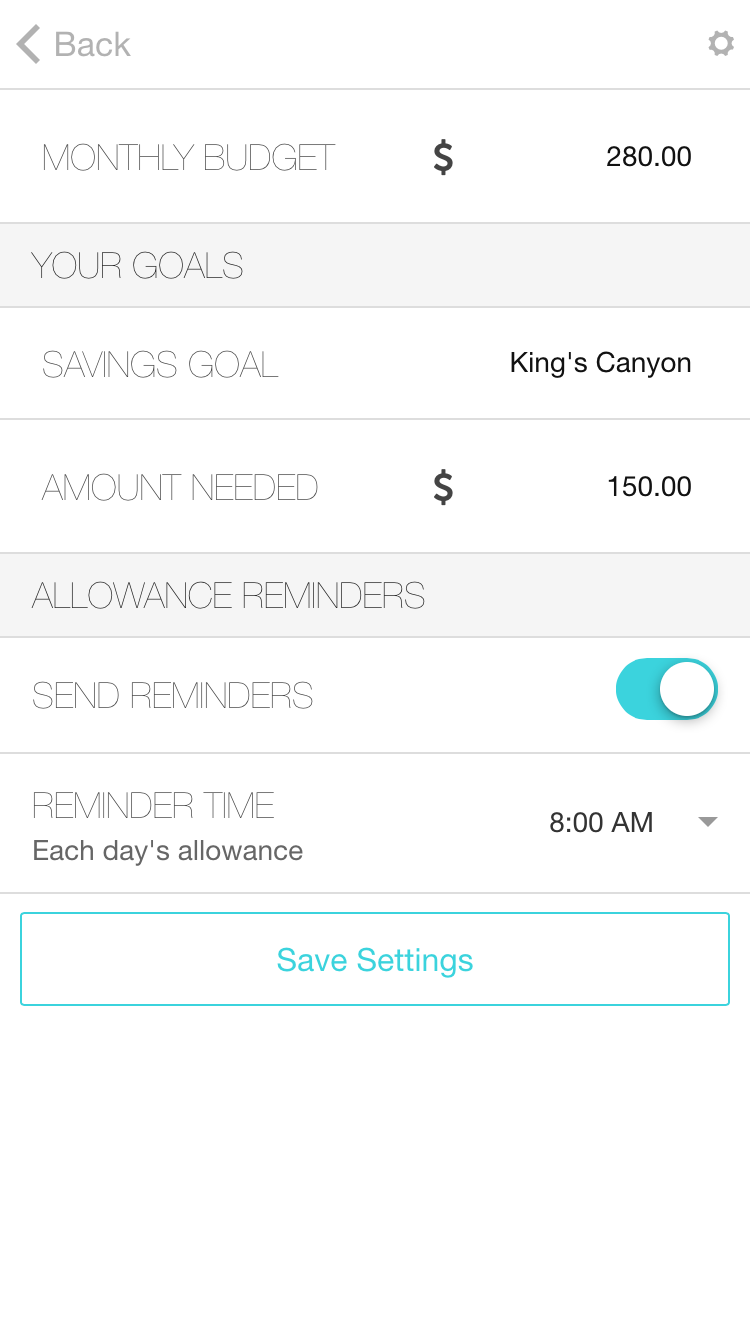 Back
MONTHLY BUDGET $ 280.00
YOUR GOALS
SAVINGS GOAL King's Canyon
AMOUNT NEEDED $ 150.00
ALLOWANCE REMINDERS
SEND REMINDERS
REMINDER TIME
8:00 AM
Each day's allowance
Save Settings